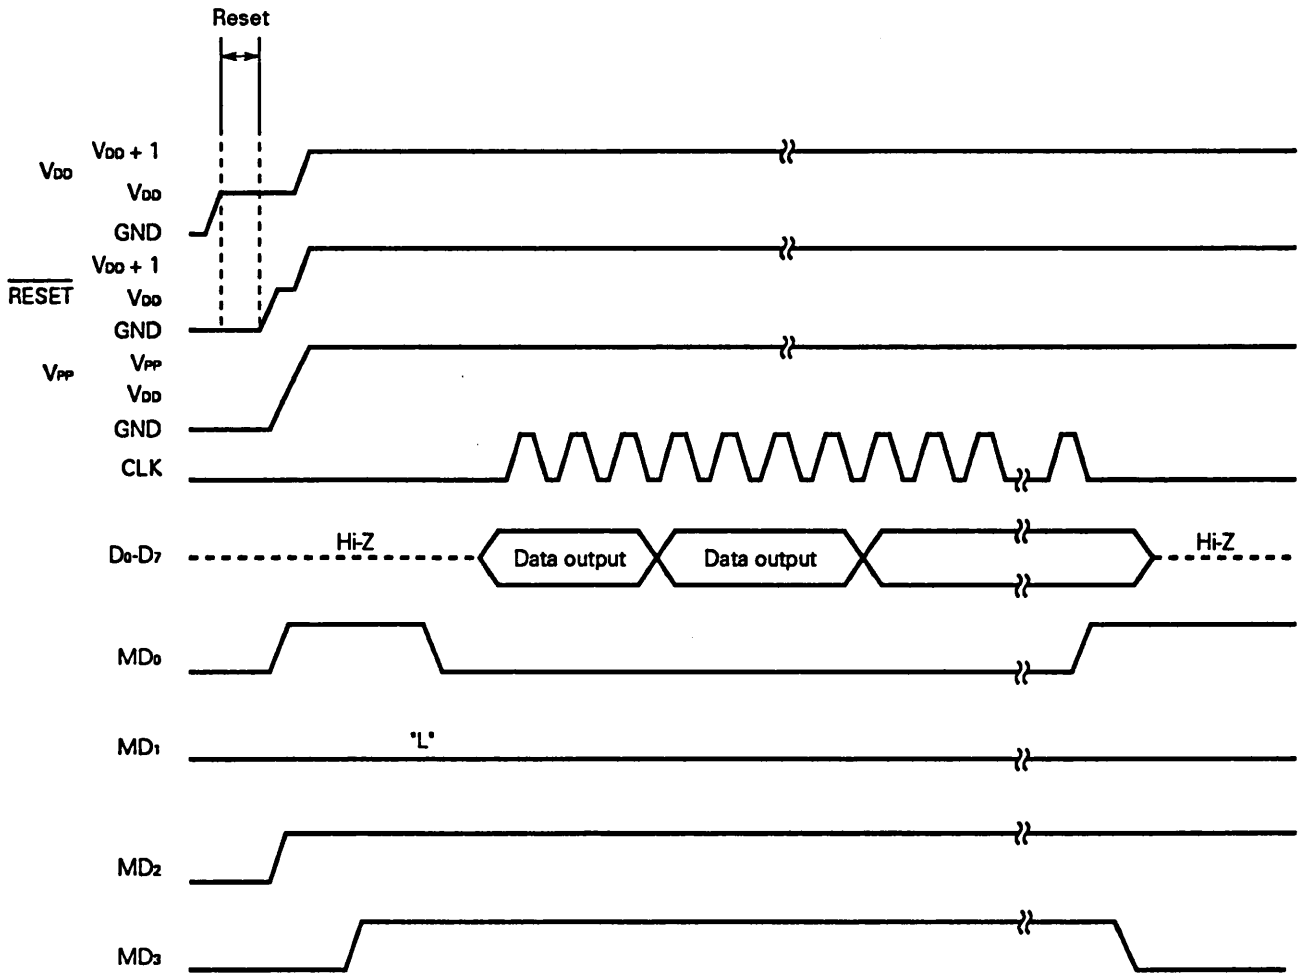 Reset
VDD + 1
VDD
VDD
GND
VDD + 1
RESET
VDD
GND
VPP
VPP
VDD
GND
CLK
Hi-Z
Hi-Z
D0-D7
Data output
Data output
MD0
"L"
MD1
MD2
MD3